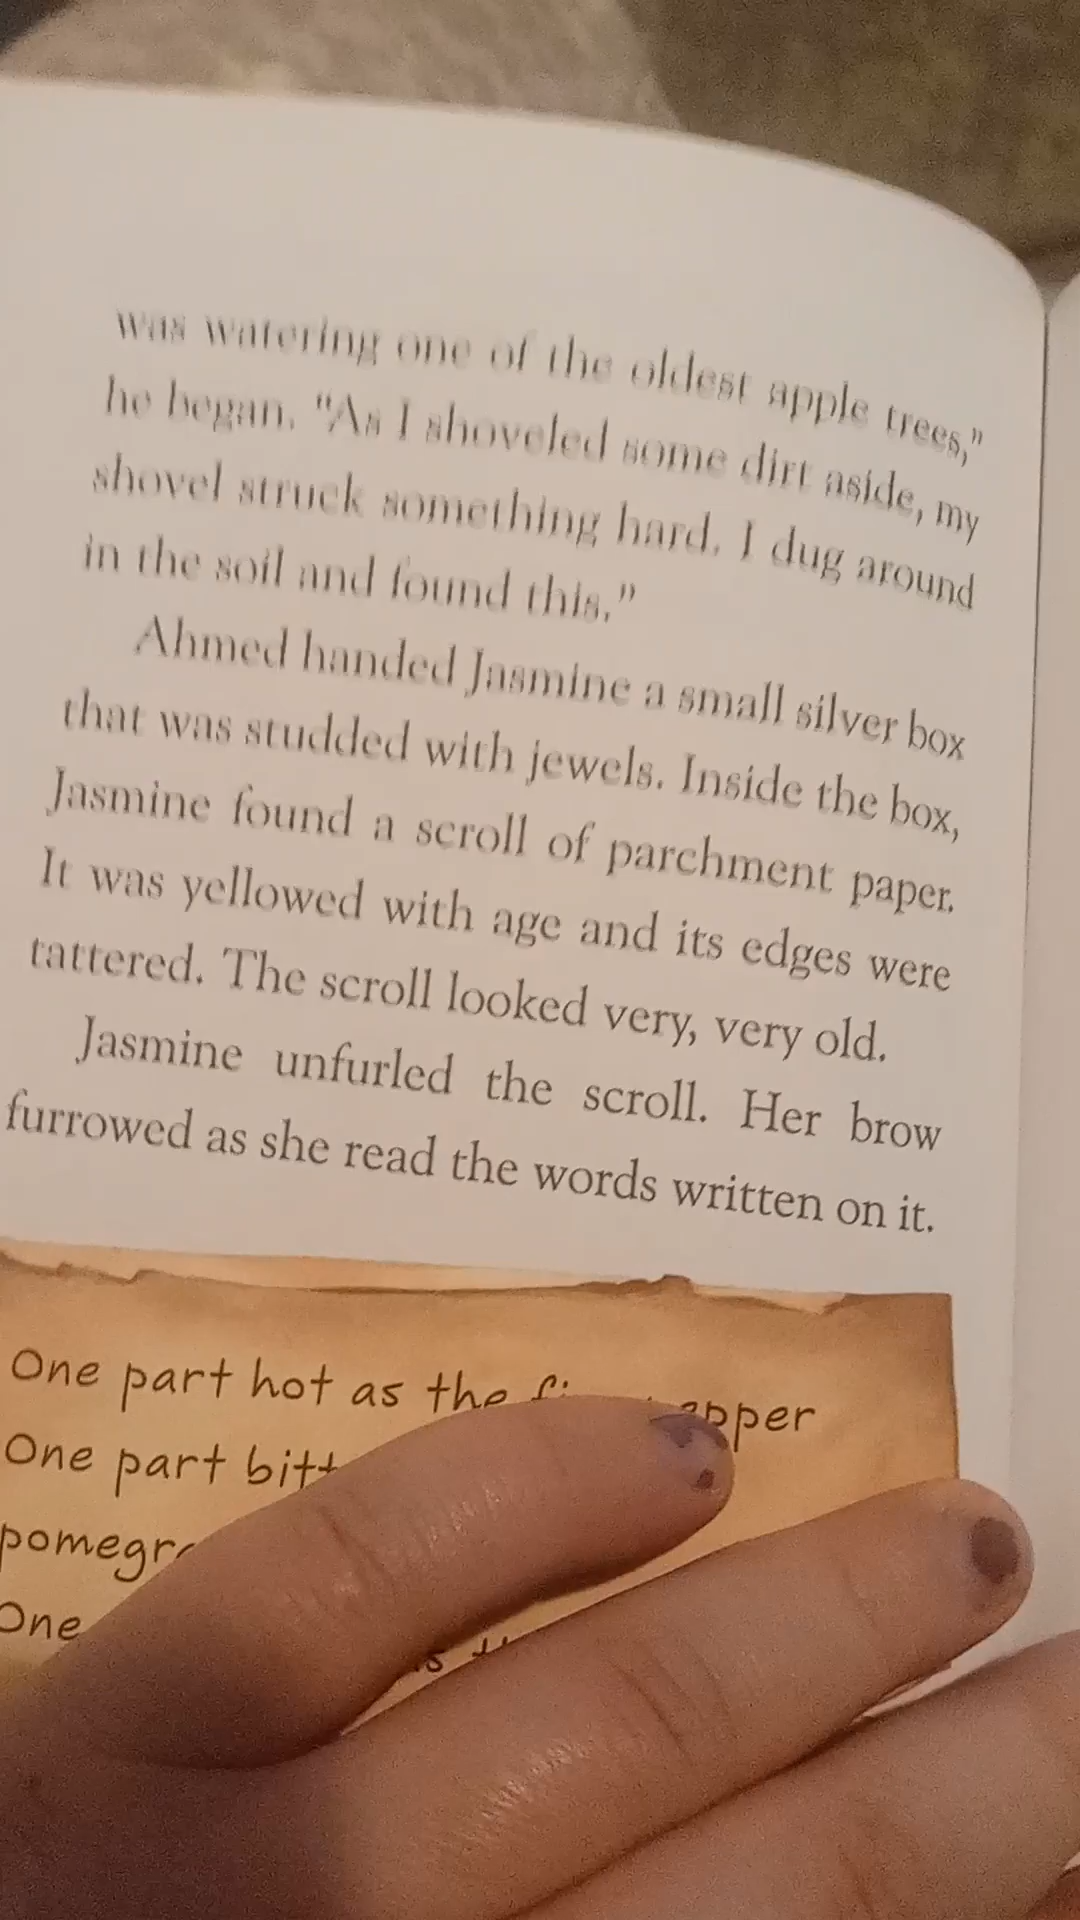 was watering one of the oldest apple trees,"
he began. "As I shoveled some dirt aside, my
shovel struck something hard. I dug around
in the soil and found this."
Ahmed handed Jasmine a small silver box
that was studded with jewels. Inside the box,
Jasmine found a scroll of parchment paper.
It was yellowed with age and its edges were
tattered. The scroll looked very, very old.
Jasmine unfurled the scroll. Her brow
furrowed as she read the words written on it.
One part hot as the
One part
One